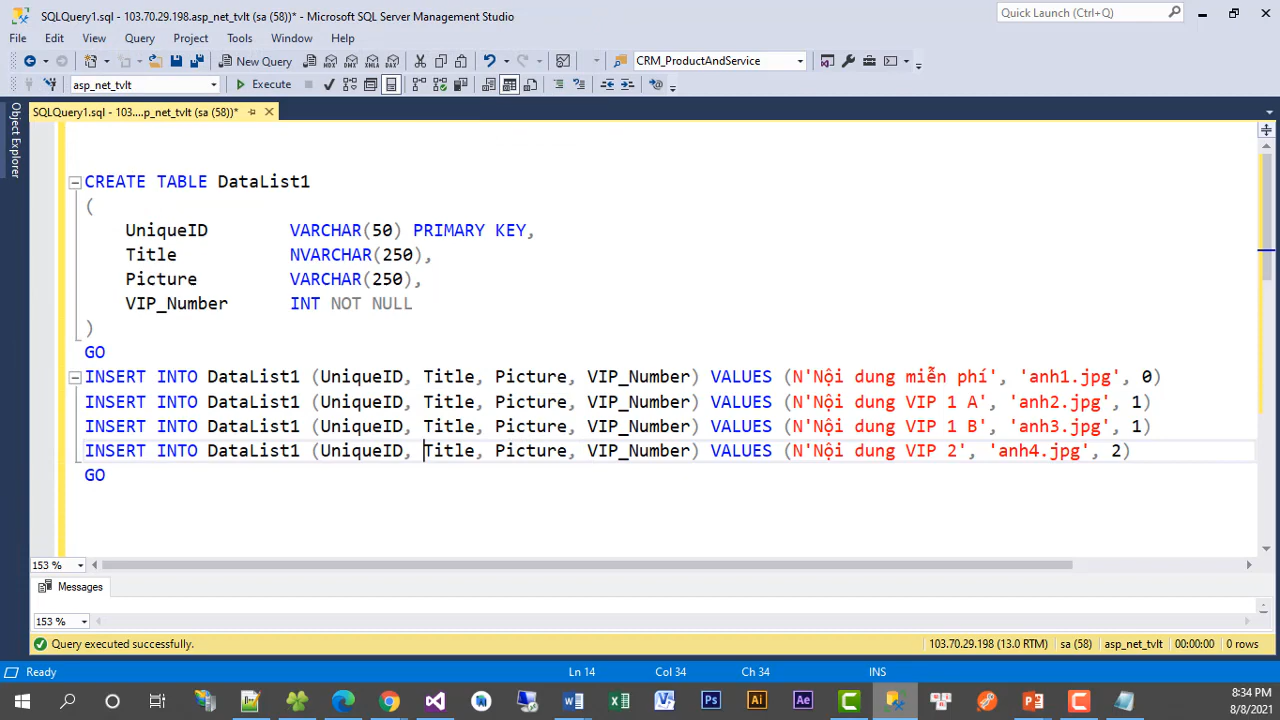 SQLQuery1.sql - 103.70.29.198.asp_net_tvlt (sa (58))* - Microsoft SQL Server Management Studio
Quick Launch (Ctrl+Q)
File Edit View Query Project Tools Window Help
New Query MDX DMX XMLA DAX CRM_ProductAndService
asp_net_tvlt Execute
SQLQuery1.sql - 103....p_net_tvlt (sa (58))*
Object Explorer
CREATE TABLE DataList1
(
UniqueID VARCHAR(50) PRIMARY KEY,
Title NVARCHAR(250),
Picture VARCHAR(250),
VIP_Number INT NOT NULL
)
GO
INSERT INTO DataList1 (UniqueID, Title, Picture, VIP_Number) VALUES (N'Nội dung miễn phí', 'anh1.jpg', 0)
INSERT INTO DataList1 (UniqueID, Title, Picture, VIP_Number) VALUES (N'Nội dung VIP 1 A', 'anh2.jpg', 1)
INSERT INTO DataList1 (UniqueID, Title, Picture, VIP_Number) VALUES (N'Nội dung VIP 1 B', 'anh3.jpg', 1)
INSERT INTO DataList1 (UniqueID, Title, Picture, VIP_Number) VALUES (N'Nội dung VIP 2', 'anh4.jpg', 2)
GO
153 %
Messages
153 %
Query executed successfully. 103.70.29.198 (13.0 RTM) sa (58) asp_net_tvlt 00:00:00 0 rows
Ready Ln 14 Col 34 Ch 34 INS
Ps Ai Ae
8:34 PM
8/8/2021